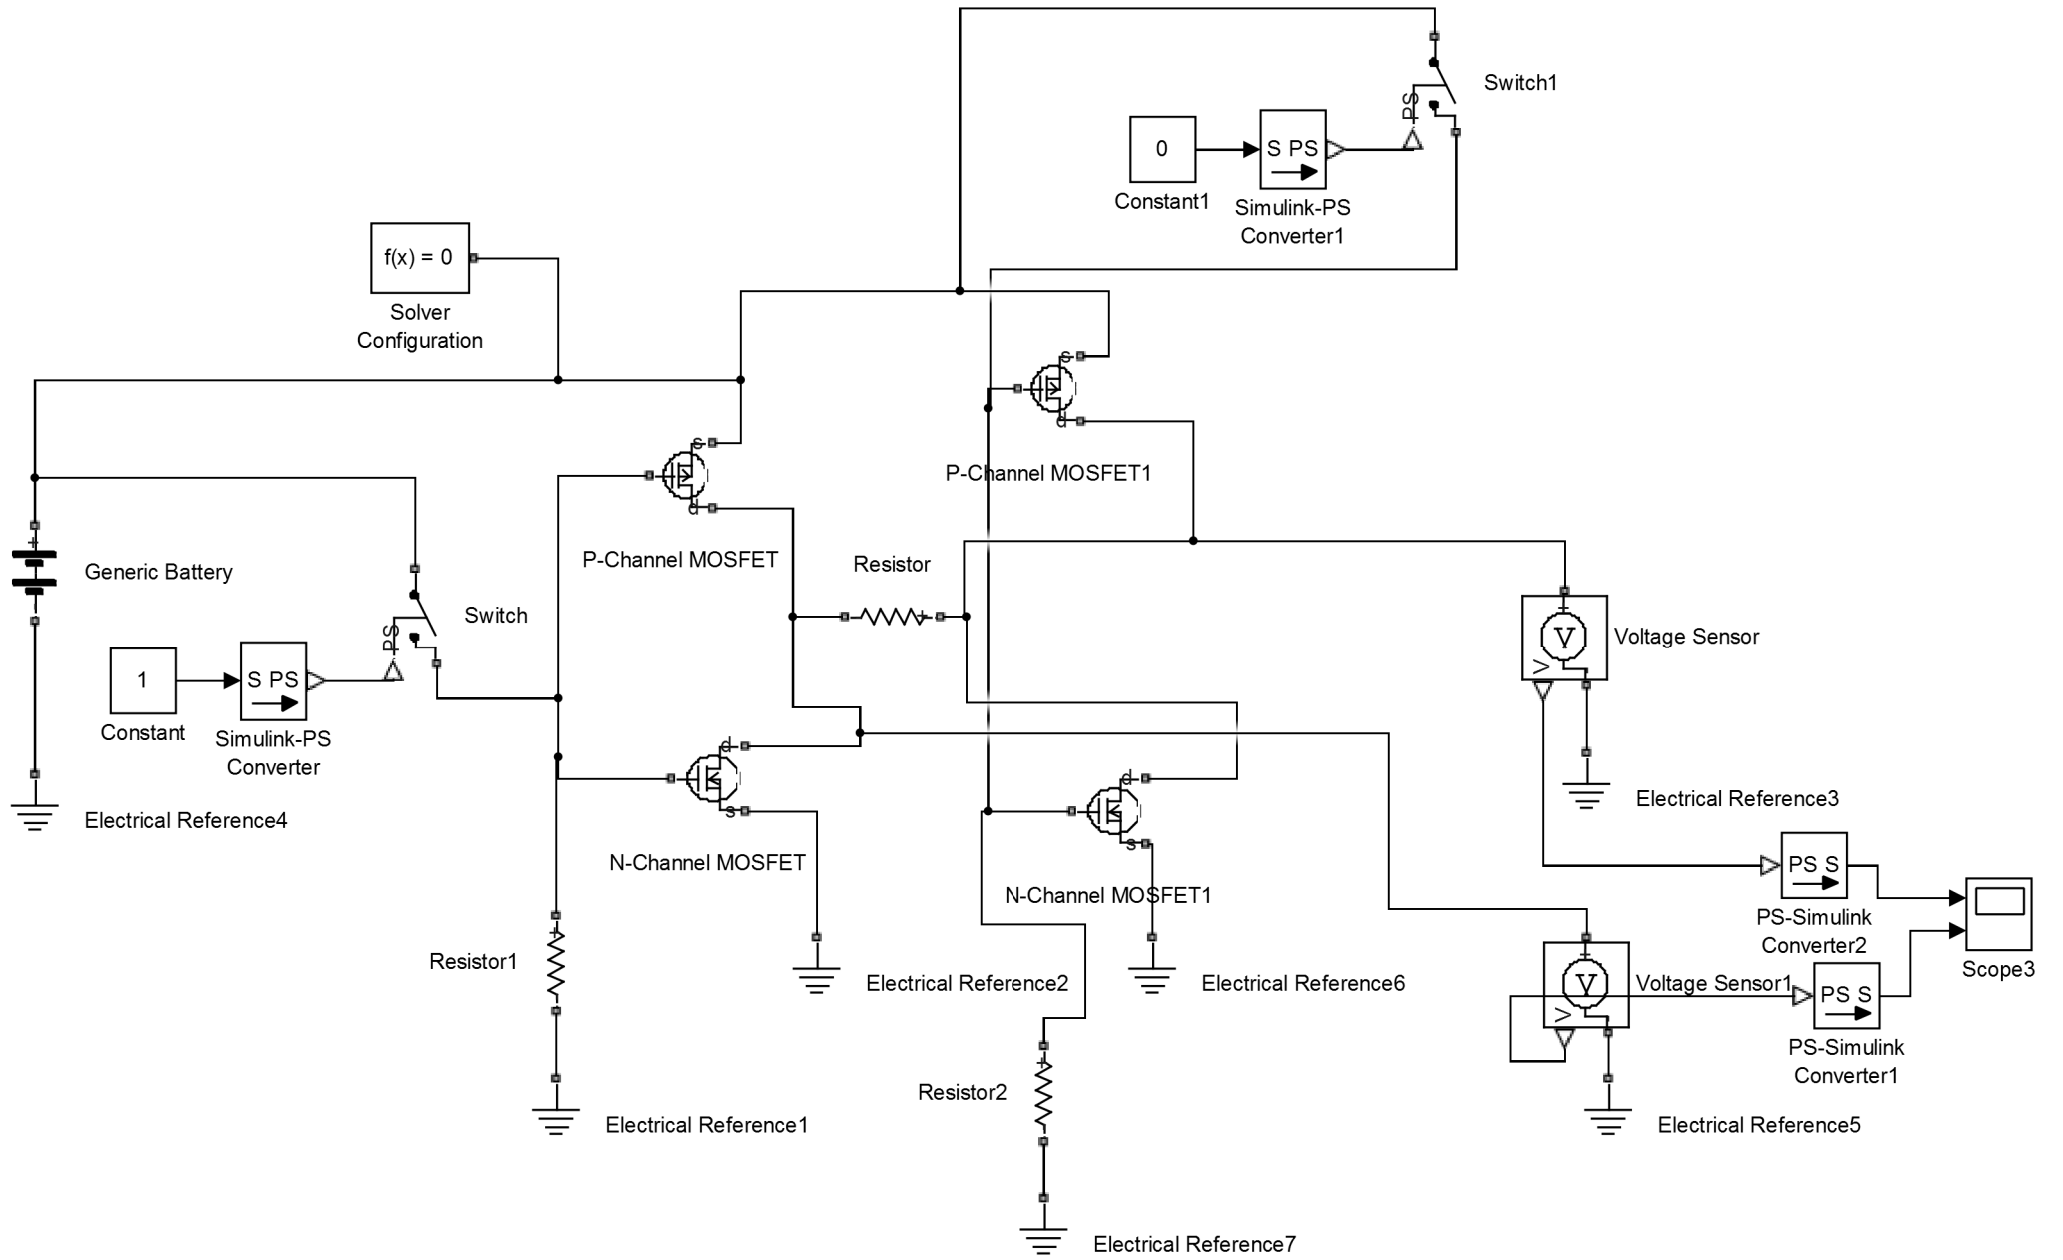 Switch1
PS
0
S PS
Constant1
Simulink-PS
Converter1
f(x) = 0
Solver
Configuration
s
d
P-Channel MOSFET1
s
d
P-Channel MOSFET
+
Generic Battery
Switch
PS
1
S PS
Constant
Simulink-PS
Converter
Electrical Reference4
Resistor
+
+
V
V
Voltage Sensor
Electrical Reference3
d
s
N-Channel MOSFET
d
s
N-Channel MOSFET1
PS S
PS-Simulink
Converter2
Scope3
+
Resistor1
Electrical Reference2
Electrical Reference6
+
V
V
Voltage Sensor1
PS S
PS-Simulink
Converter1
Electrical Reference1
+
Resistor2
Electrical Reference5
Electrical Reference7